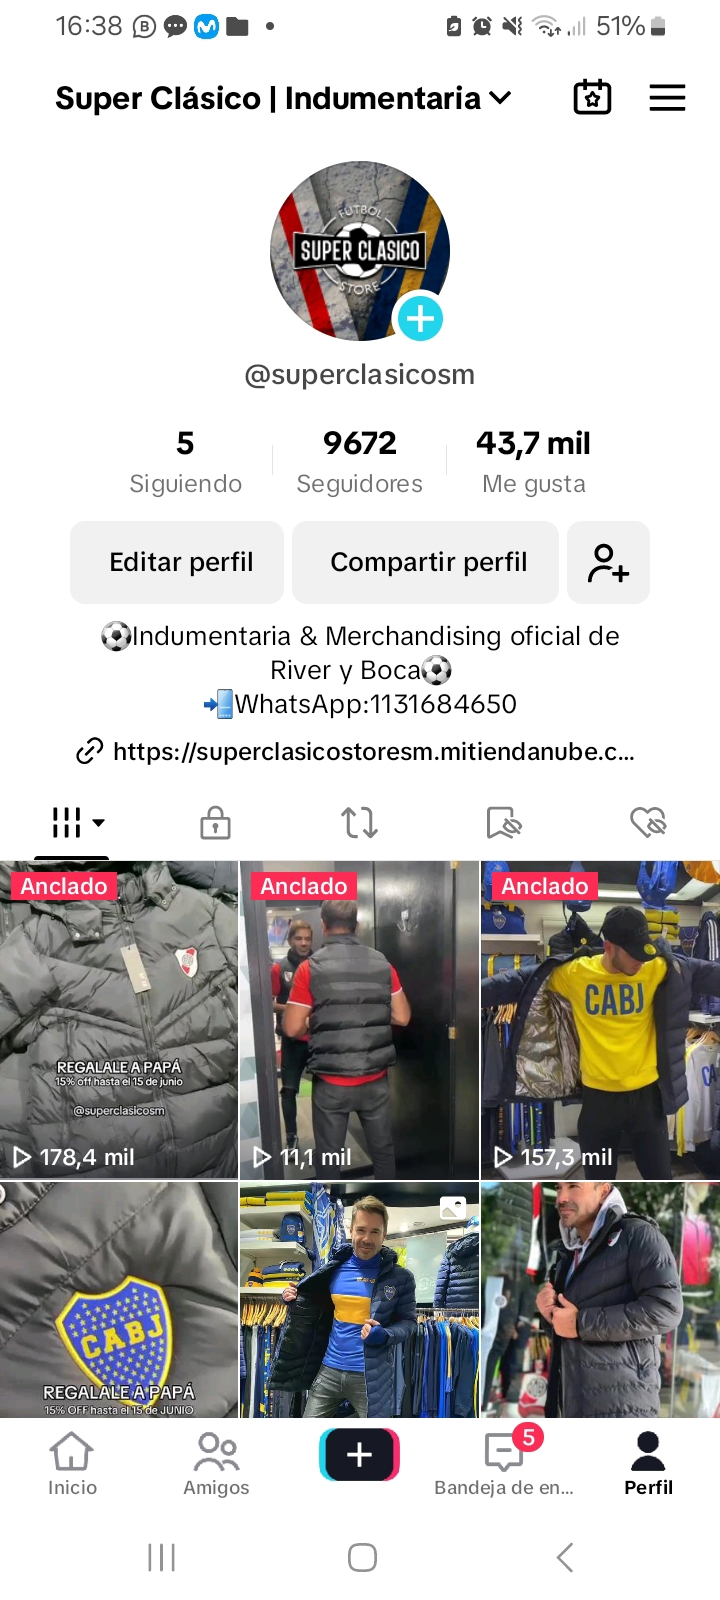 16:38
51%
Super Clásico | Indumentaria
FUTBOL
SUPER CLASICO
STORE
@superclasicosm
5
9672
43,7 mil
Siguiendo
Seguidores
Me gusta
Editar perfil
Compartir perfil
⚽Indumentaria & Merchandising oficial de
River y Boca⚽
📲WhatsApp:1131684650
https://superclasicostoresm.mitiendanube.c...
Anclado
Anclado
Anclado
REGALALE A PAPÁ
15% off hasta el 15 de junio
@superclasicosm
CABJ
178,4 mil
11,1 mil
157,3 mil
CABJ
REGALALE A PAPÁ
15% OFF hasta el 15 de JUNIO
5
Inicio
Amigos
Bandeja de en...
Perfil